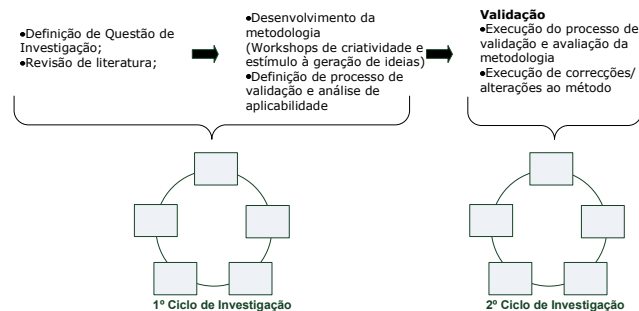 •Definição de Questão de
Investigação;
•Revisão de literatura;
•Desenvolvimento da
metodologia
(Workshops de criatividade e
estímulo à geração de ideias)
•Definição de processo de
validação e análise de
aplicabilidade
Validação
•Execução do processo de
validação e avaliação da
metodologia
•Execução de correcções/
alterações ao método
1º Ciclo de Investigação
2º Ciclo de Investigação